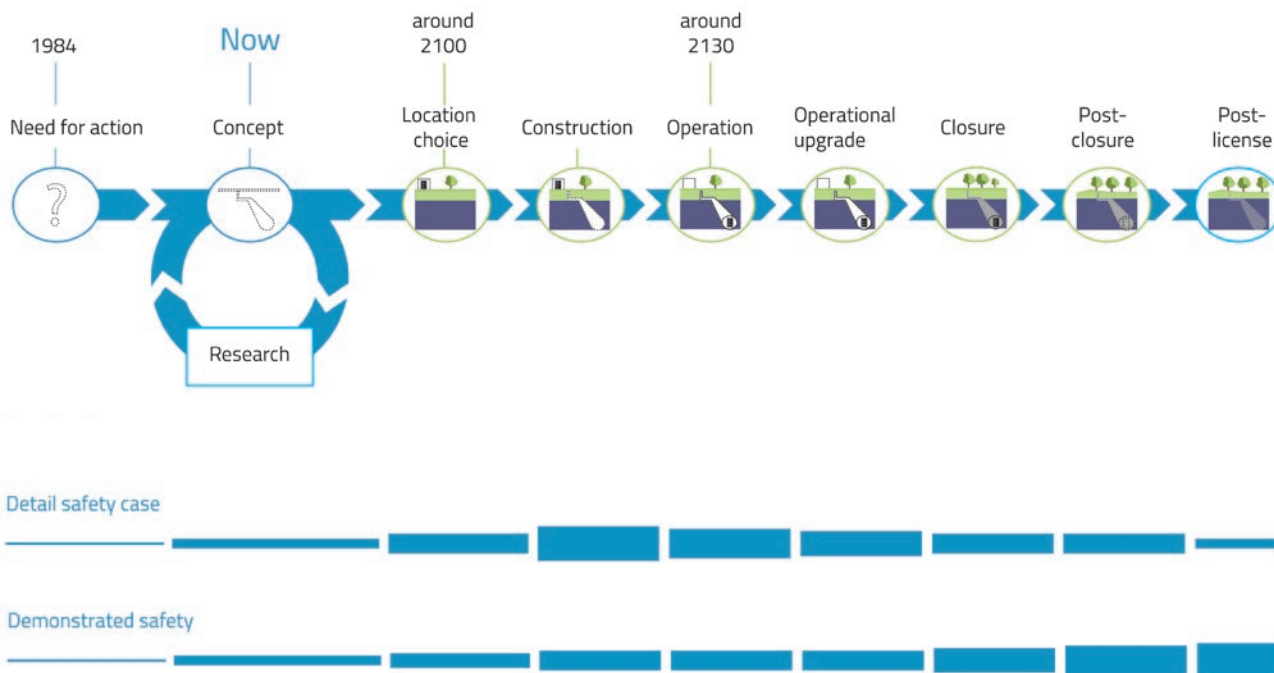 1984
Now
around
2100
around
2130
Need for action
Concept
Location
choice
Construction
Operation
Operational
upgrade
Closure
Post-
closure
Post-
license
?
Research
Detail safety case
Demonstrated safety